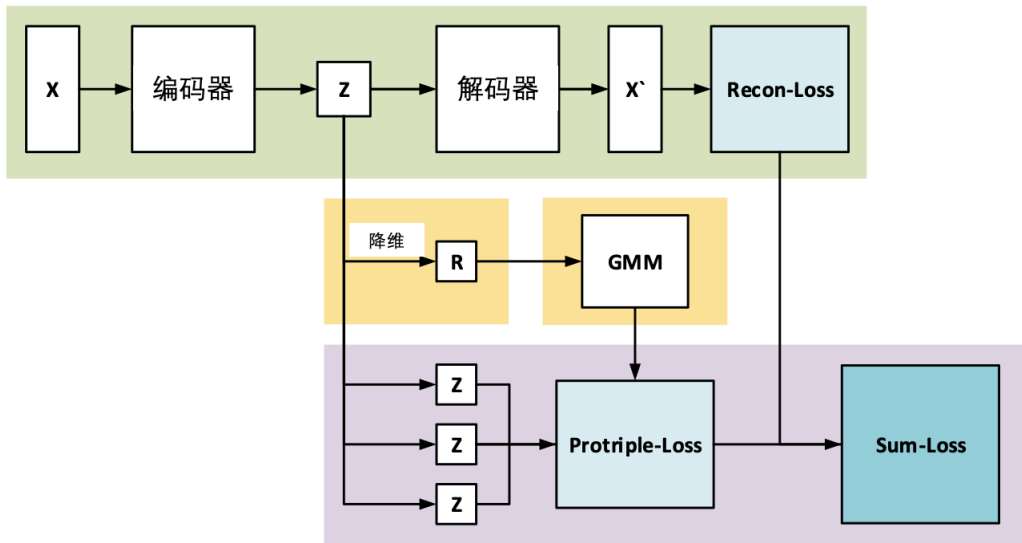 X
编码器
Z
解码器
X`
Recon-Loss
降维
R
GMM
Z
Z
Z
Protriple-Loss
Sum-Loss